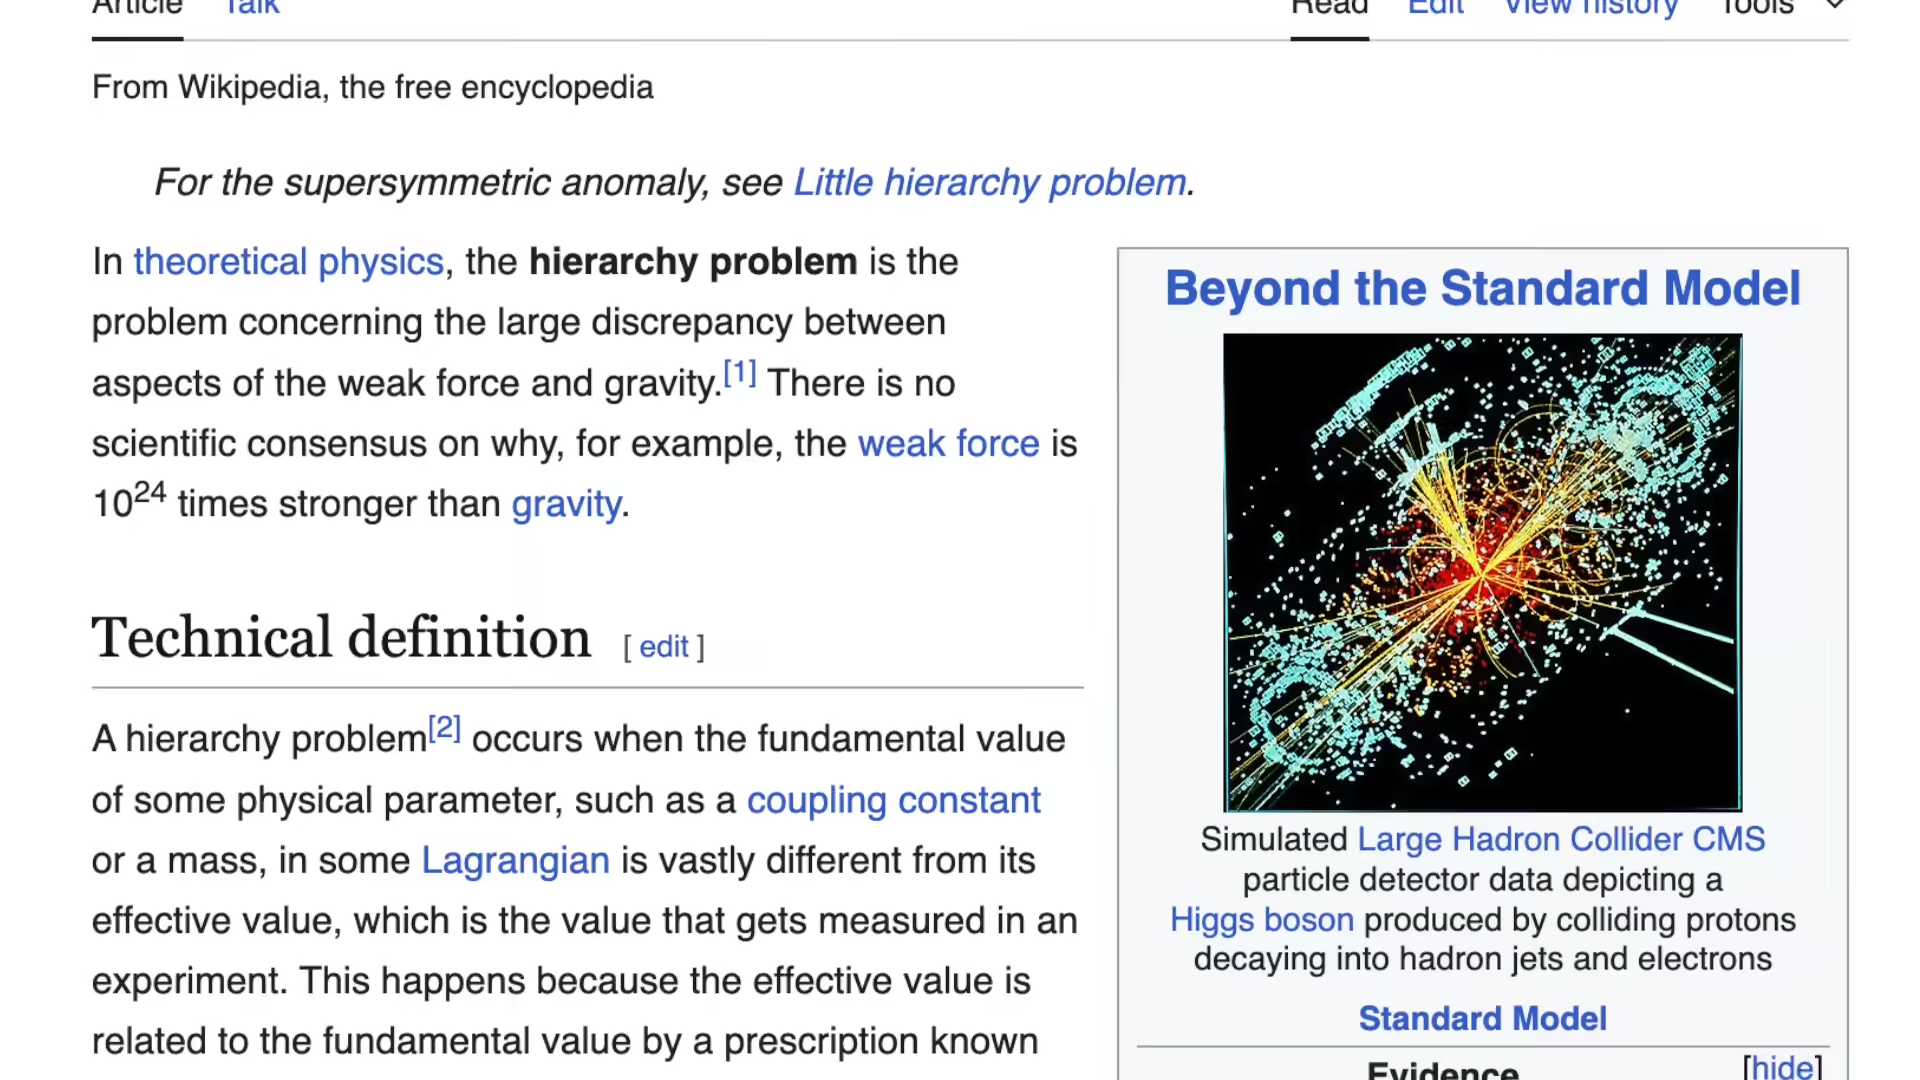 Article Talk Read Edit View history Tools
From Wikipedia, the free encyclopedia
For the supersymmetric anomaly, see Little hierarchy problem.
In theoretical physics, the hierarchy problem is the
problem concerning the large discrepancy between
aspects of the weak force and gravity.[1] There is no
scientific consensus on why, for example, the weak force is
10²⁴ times stronger than gravity.
Technical definition [ edit ]
A hierarchy problem[2] occurs when the fundamental value
of some physical parameter, such as a coupling constant
or a mass, in some Lagrangian is vastly different from its
effective value, which is the value that gets measured in an
experiment. This happens because the effective value is
related to the fundamental value by a prescription known
Beyond the Standard Model
Simulated Large Hadron Collider CMS
particle detector data depicting a
Higgs boson produced by colliding protons
decaying into hadron jets and electrons
Standard Model
Evidence [hide]